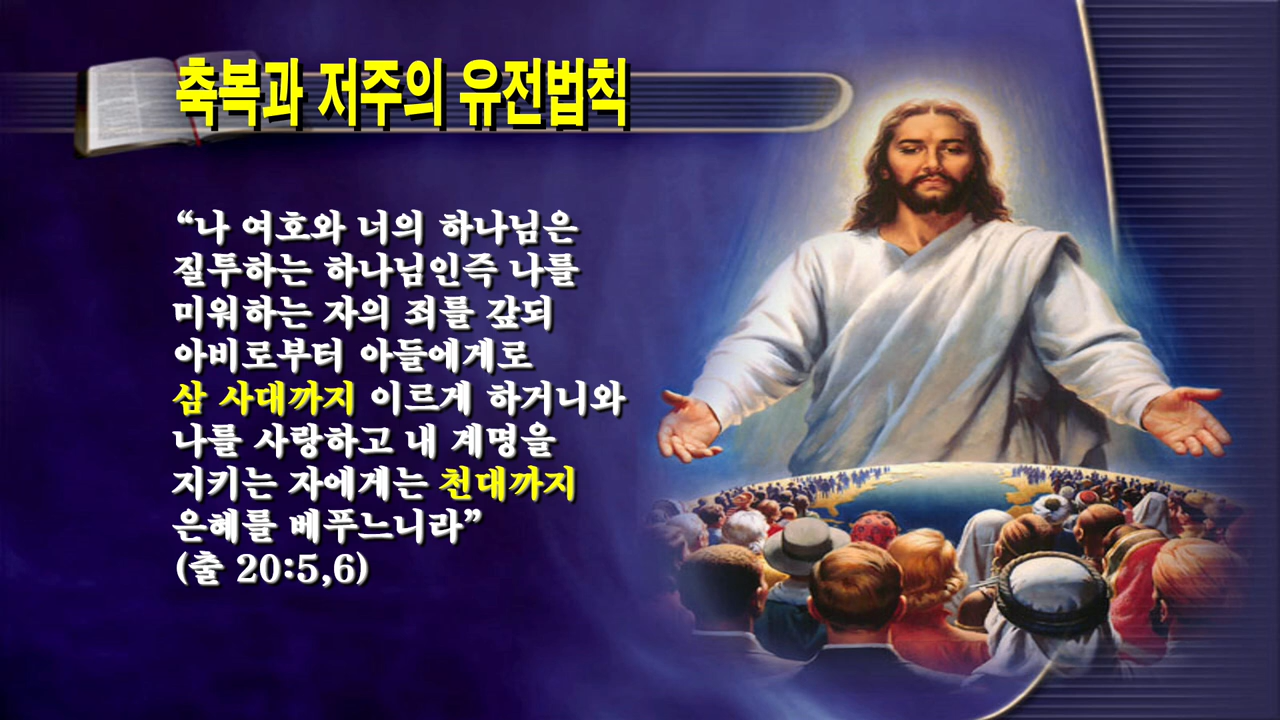 축복과 저주의 유전법칙
“나 여호와 너의 하나님은
질투하는 하나님인즉 나를
미워하는 자의 죄를 갚되
아비로부터 아들에게로
삼 사대까지 이르게 하거니와
나를 사랑하고 내 계명을
지키는 자에게는 천대까지
은혜를 베푸느니라”
(출 20:5,6)